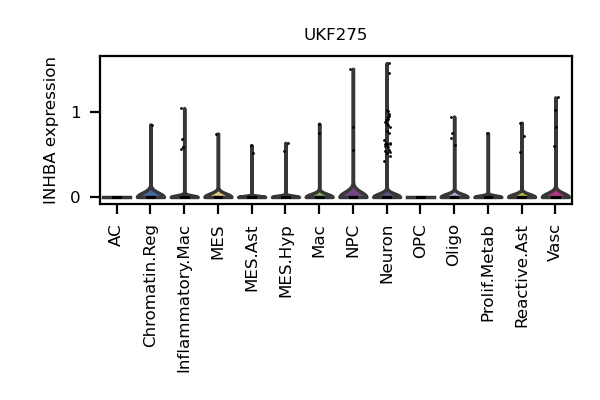 UKF275
INHBA expression
1
0
AC
Chromatin.Reg
Inflammatory.Mac
MES
MES.Ast
MES.Hyp
Mac
NPC
Neuron
OPC
Oligo
Prolif.Metab
Reactive.Ast
Vasc